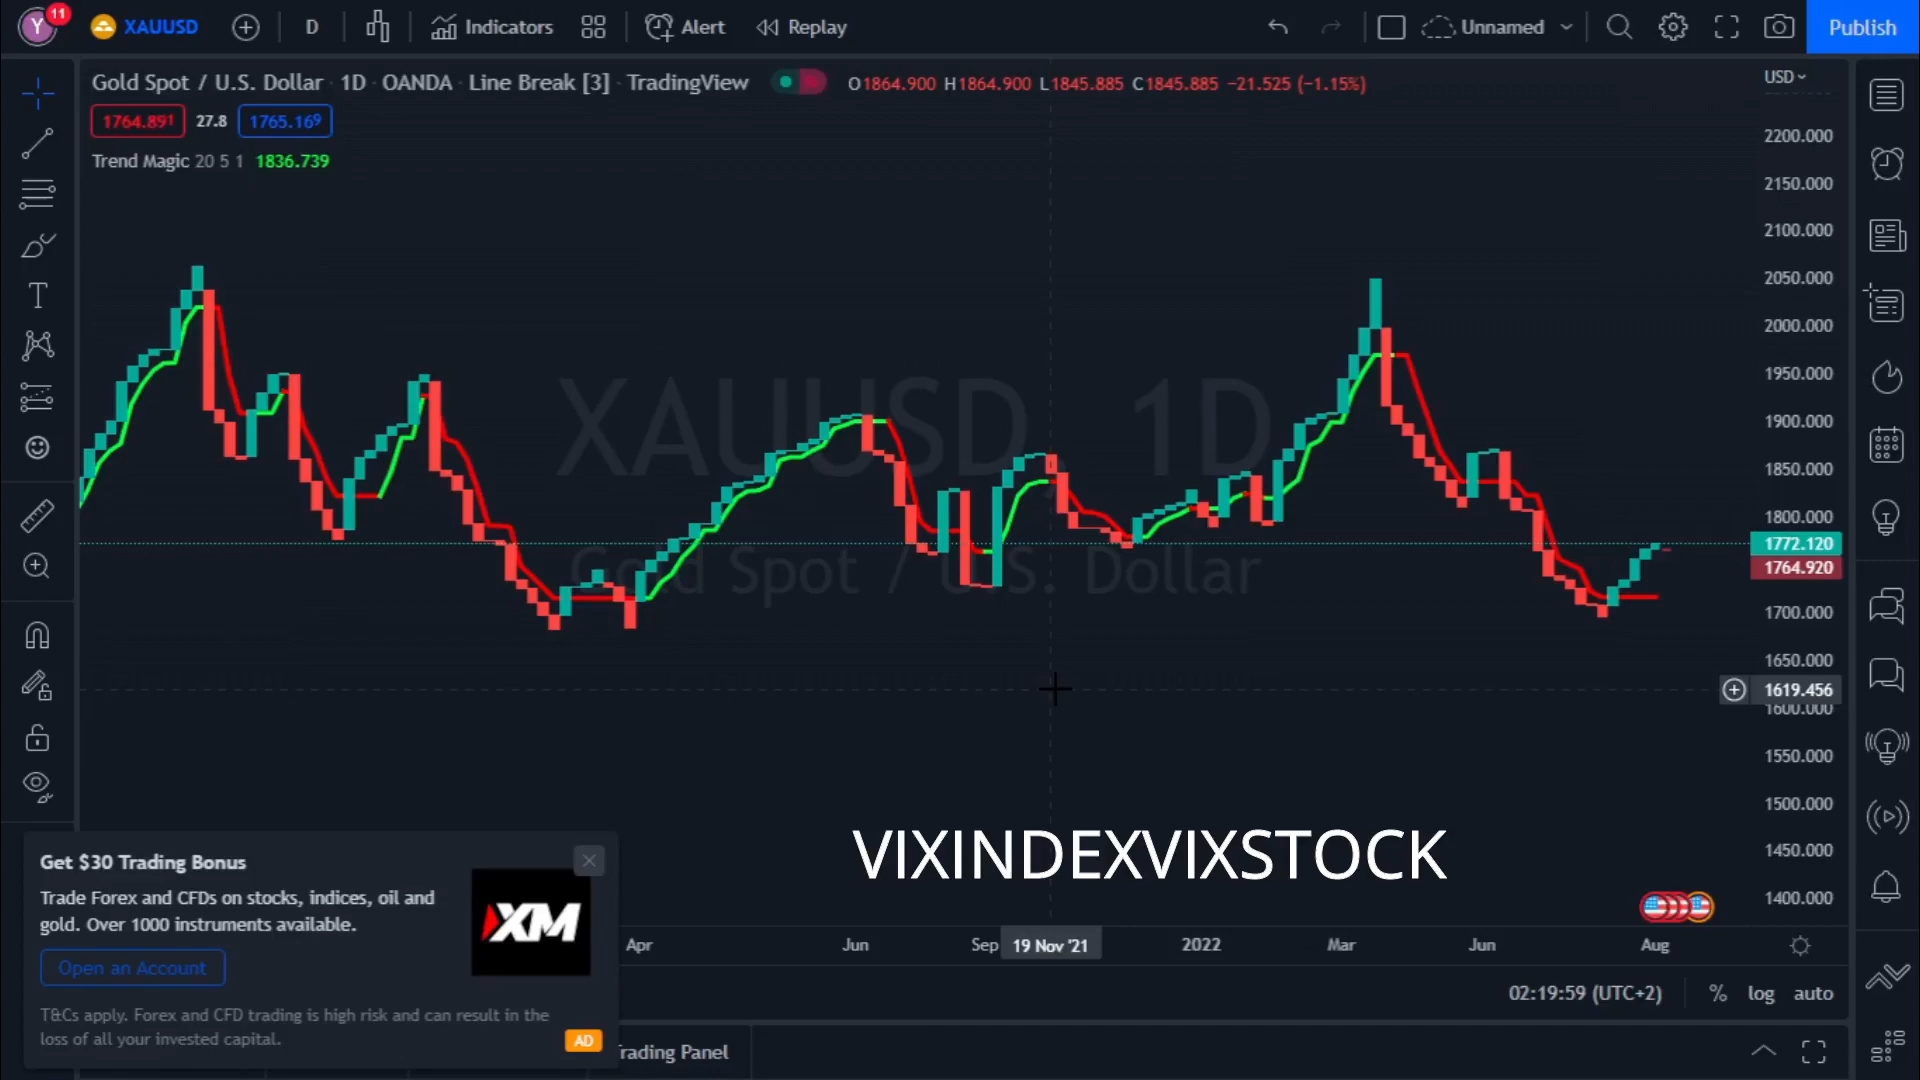 Y 11 XAUUSD D Indicators Alert Replay Unnamed Publish
Gold Spot / U.S. Dollar · 1D · OANDA · Line Break [3] · TradingView O1864.900 H1864.900 L1845.885 C1845.885 −21.525 (−1.15%) USD
1764.891 27.8 1765.169
Trend Magic 20 5 1 1836.739
2200.000
2150.000
2100.000
2050.000
2000.000
1950.000
1900.000
1850.000
1800.000
1772.120
1764.920
1700.000
1650.000
1619.456
1600.000
1550.000
1500.000
1450.000
1400.000
XAUUSD, 1D
Gold Spot / U.S. Dollar
VIXINDEXVIXSTOCK
Get $30 Trading Bonus
Trade Forex and CFDs on stocks, indices, oil and
gold. Over 1000 instruments available.
XM
Open an Account
T&Cs apply. Forex and CFD trading is high risk and can result in the
loss of all your invested capital.
AD
Apr Jun Sep 19 Nov '21 2022 Mar Jun Aug
02:19:59 (UTC+2) % log auto
Trading Panel